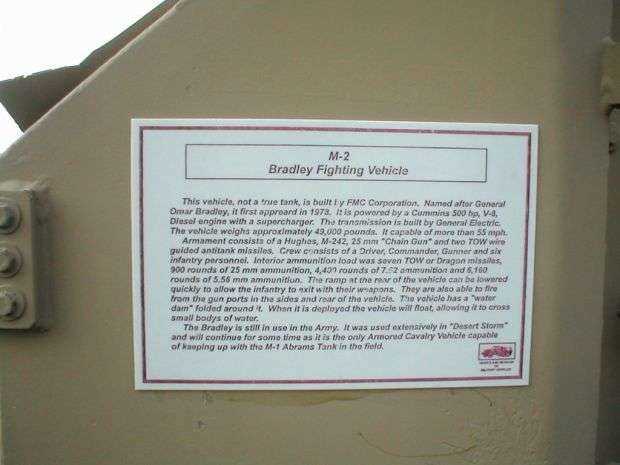 M-2
Bradley Fighting Vehicle
This vehicle, not a true tank, is built by FMC Corporation. Named after General
Omar Bradley, it first appreard in 1978. It is powered by a Cummins 500 hp, V-8,
Diesel engine with a supercharger. The transmission is built by General Electric.
The vehicle weighs approximately 49,000 pounds. It capable of more than 55 mph.
Armament consists of a Hughes, M-242, 25 mm "Chain Gun" and two TOW wire
guided antitank missiles. Crew consists of a Driver, Commander, Gunner and six
infantry personnel. Interior ammunition load was seven TOW or Dragon missiles,
900 rounds of 25 mm ammunition, 4,400 rounds of 7.62 ammunition and 6,160
rounds of 5.56 mm ammunition. The ramp at the rear of the vehicle can be lowered
quickly to allow the infantry to exit with their weapons. They are also able to fire
from the gun ports in the sides and rear of the vehicle. The vehicle has a "water
dam" folded around it. When it is deployed the vehicle will float, allowing it to cross
small bodys of water.
The Bradley is still in use in the Army. It was used extensively in "Desert Storm"
and will continue for some time as it is the only Armored Cavalry Vehicle capable
of keeping up with the M-1 Abrams Tank in the field.